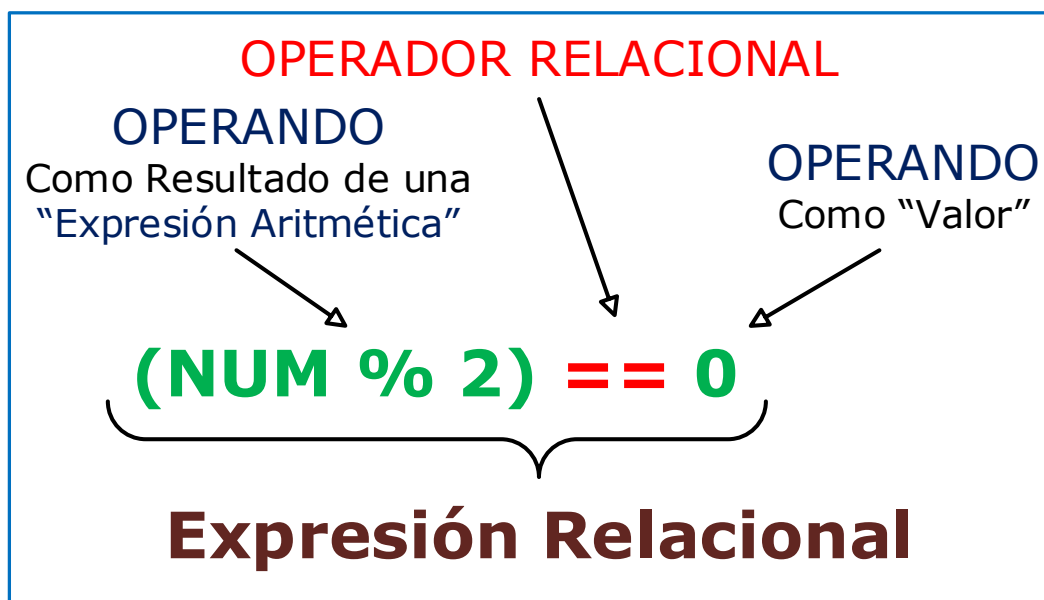 OPERADOR RELACIONAL
OPERANDO
Como Resultado de una
“Expresión Aritmética”
OPERANDO
Como “Valor”
(NUM % 2) == 0
Expresión Relacional